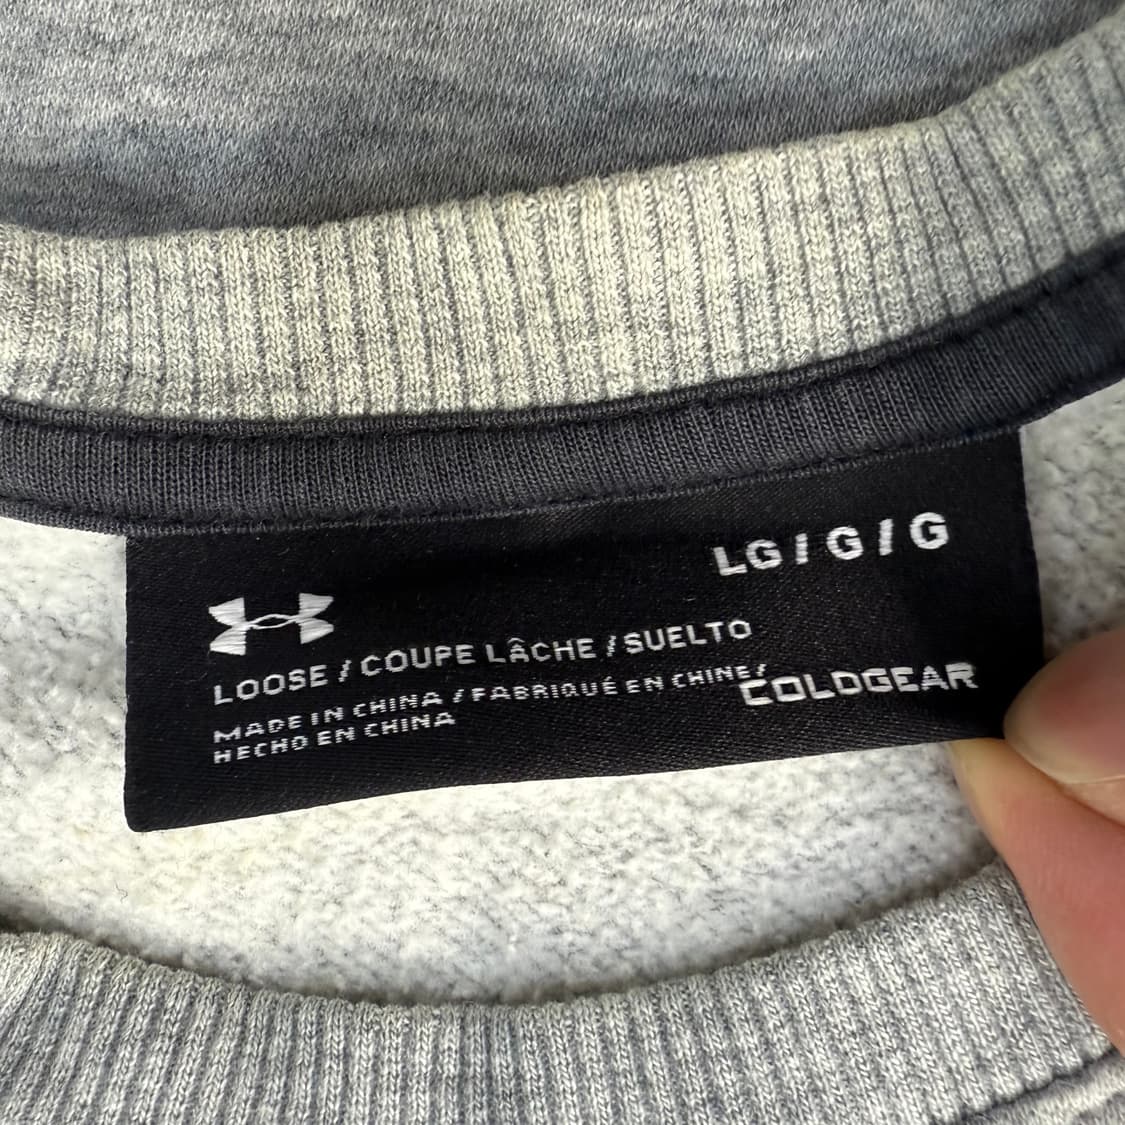 LG / G / G
LOOSE / COUPE LÂCHE / SUELTO
MADE IN CHINA / FABRIQUÉ EN CHINE /
HECHO EN CHINA
COLDGEAR